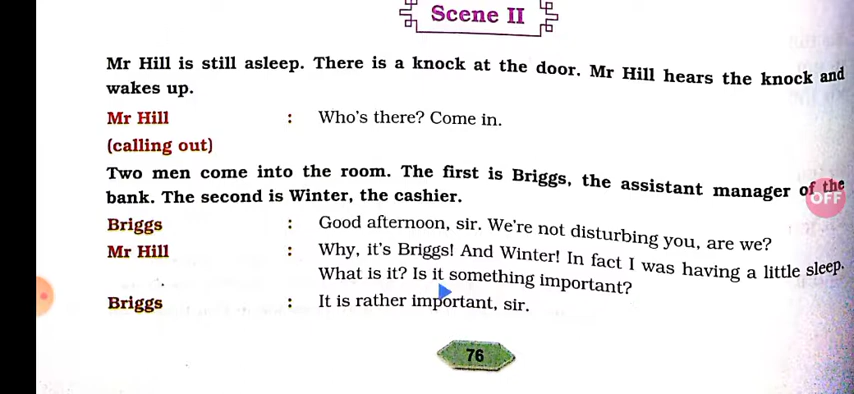 Scene II
Mr Hill is still asleep. There is a knock at the door. Mr Hill hears the knock and
wakes up.
Mr Hill : Who's there? Come in.
(calling out)
Two men come into the room. The first is Briggs, the assistant manager of the
bank. The second is Winter, the cashier.
OFF
Briggs : Good afternoon, sir. We're not disturbing you, are we?
Mr Hill : Why, it's Briggs! And Winter! In fact I was having a little sleep.
What is it? Is it something important?
Briggs : It is rather important, sir.
76